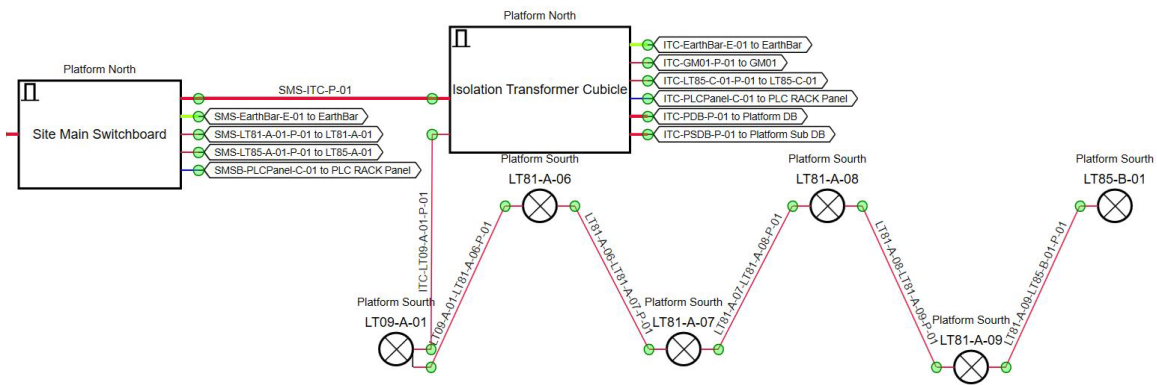 Platform North
Isolation Transformer Cubicle
ITC-EarthBar-E-01 to EarthBar
ITC-GM01-P-01 to GM01
ITC-LT85-C-01-P-01 to LT85-C-01
ITC-PLCPanel-C-01 to PLC RACK Panel
ITC-PDB-P-01 to Platform DB
ITC-PSDB-P-01 to Platform Sub DB
Platform North
Site Main Switchboard
SMS-ITC-P-01
SMS-EarthBar-E-01 to EarthBar
SMS-LT81-A-01-P-01 to LT81-A-01
SMS-LT85-A-01-P-01 to LT85-A-01
SMSB-PLCPanel-C-01 to PLC RACK Panel
Platform Sourth
LT81-A-06
Platform Sourth
LT81-A-08
Platform Sourth
LT85-B-01
ITC-LT09-A-01-P-01
LT09-A-01-LT81-A-06-P-01
LT81-A-06-LT81-A-07-P-01
LT81-A-07-LT81-A-08-P-01
LT81-A-08-LT81-A-09-P-01
LT81-A-09-LT85-B-01-P-01
Platform Sourth
LT09-A-01
Platform Sourth
LT81-A-07
Platform Sourth
LT81-A-09